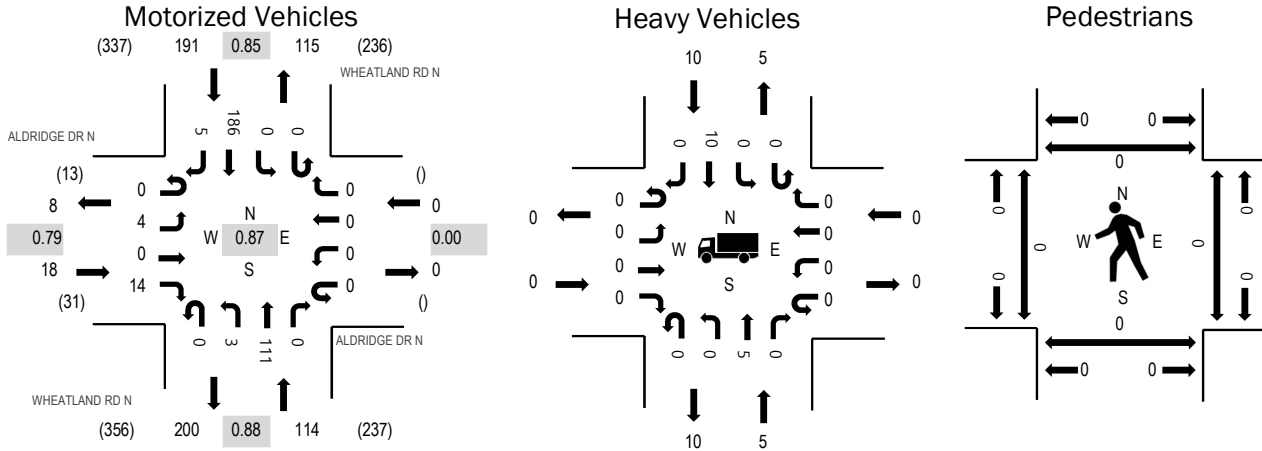 Motorized Vehicles
Heavy Vehicles
Pedestrians
(337) 191 0.85 115 (236)
WHEATLAND RD N
ALDRIDGE DR N
5 186 0 0
(13)
8
0.79
18
(31)
0
4
0
14
N
W 0.87 E
S
0
0
0
0
()
0
0.00
0
()
0 3 111 0
ALDRIDGE DR N
WHEATLAND RD N
(356) 200 0.88 114 (237)
10 5
0 10 0 0
0
0
0
0
0
0
N
W E
S
0
0
0
0
0
0
0 0 5 0
10 5
0 0
0
0
0
0
N
W E
S
0
0
0
0
0 0